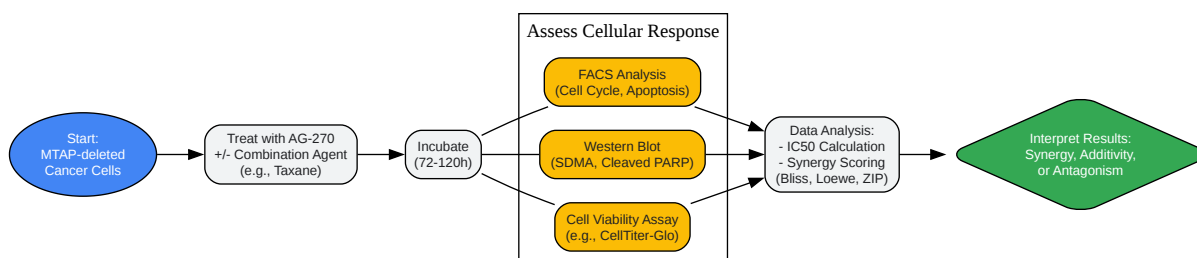 Start:
MTAP-deleted
Cancer Cells
Treat with AG-270
+/- Combination Agent
(e.g., Taxane)
Incubate
(72-120h)
Assess Cellular Response
FACS Analysis
(Cell Cycle, Apoptosis)
Western Blot
(SDMA, Cleaved PARP)
Cell Viability Assay
(e.g., CellTiter-Glo)
Data Analysis:
- IC50 Calculation
- Synergy Scoring
(Bliss, Loewe, ZIP)
Interpret Results:
Synergy, Additivity,
or Antagonism